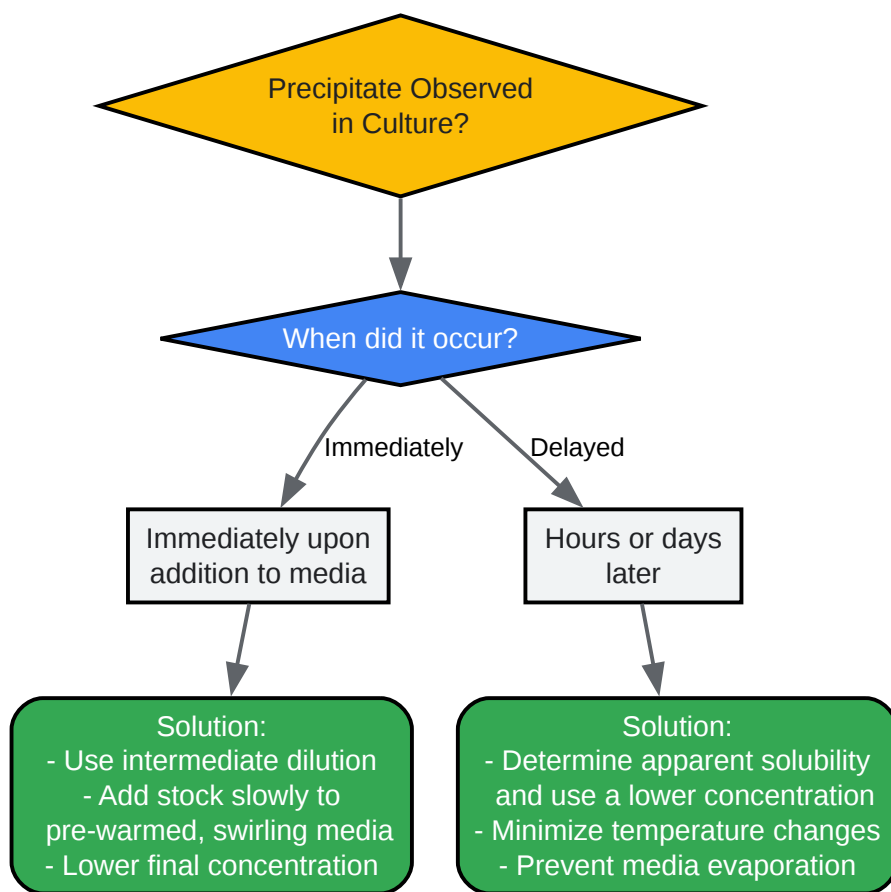 Precipitate Observed
in Culture?
When did it occur?
Immediately
Delayed
Immediately upon
addition to media
Hours or days
later
Solution:
- Use intermediate dilution
- Add stock slowly to
pre-warmed, swirling media
- Lower final concentration
Solution:
- Determine apparent solubility
and use a lower concentration
- Minimize temperature changes
- Prevent media evaporation